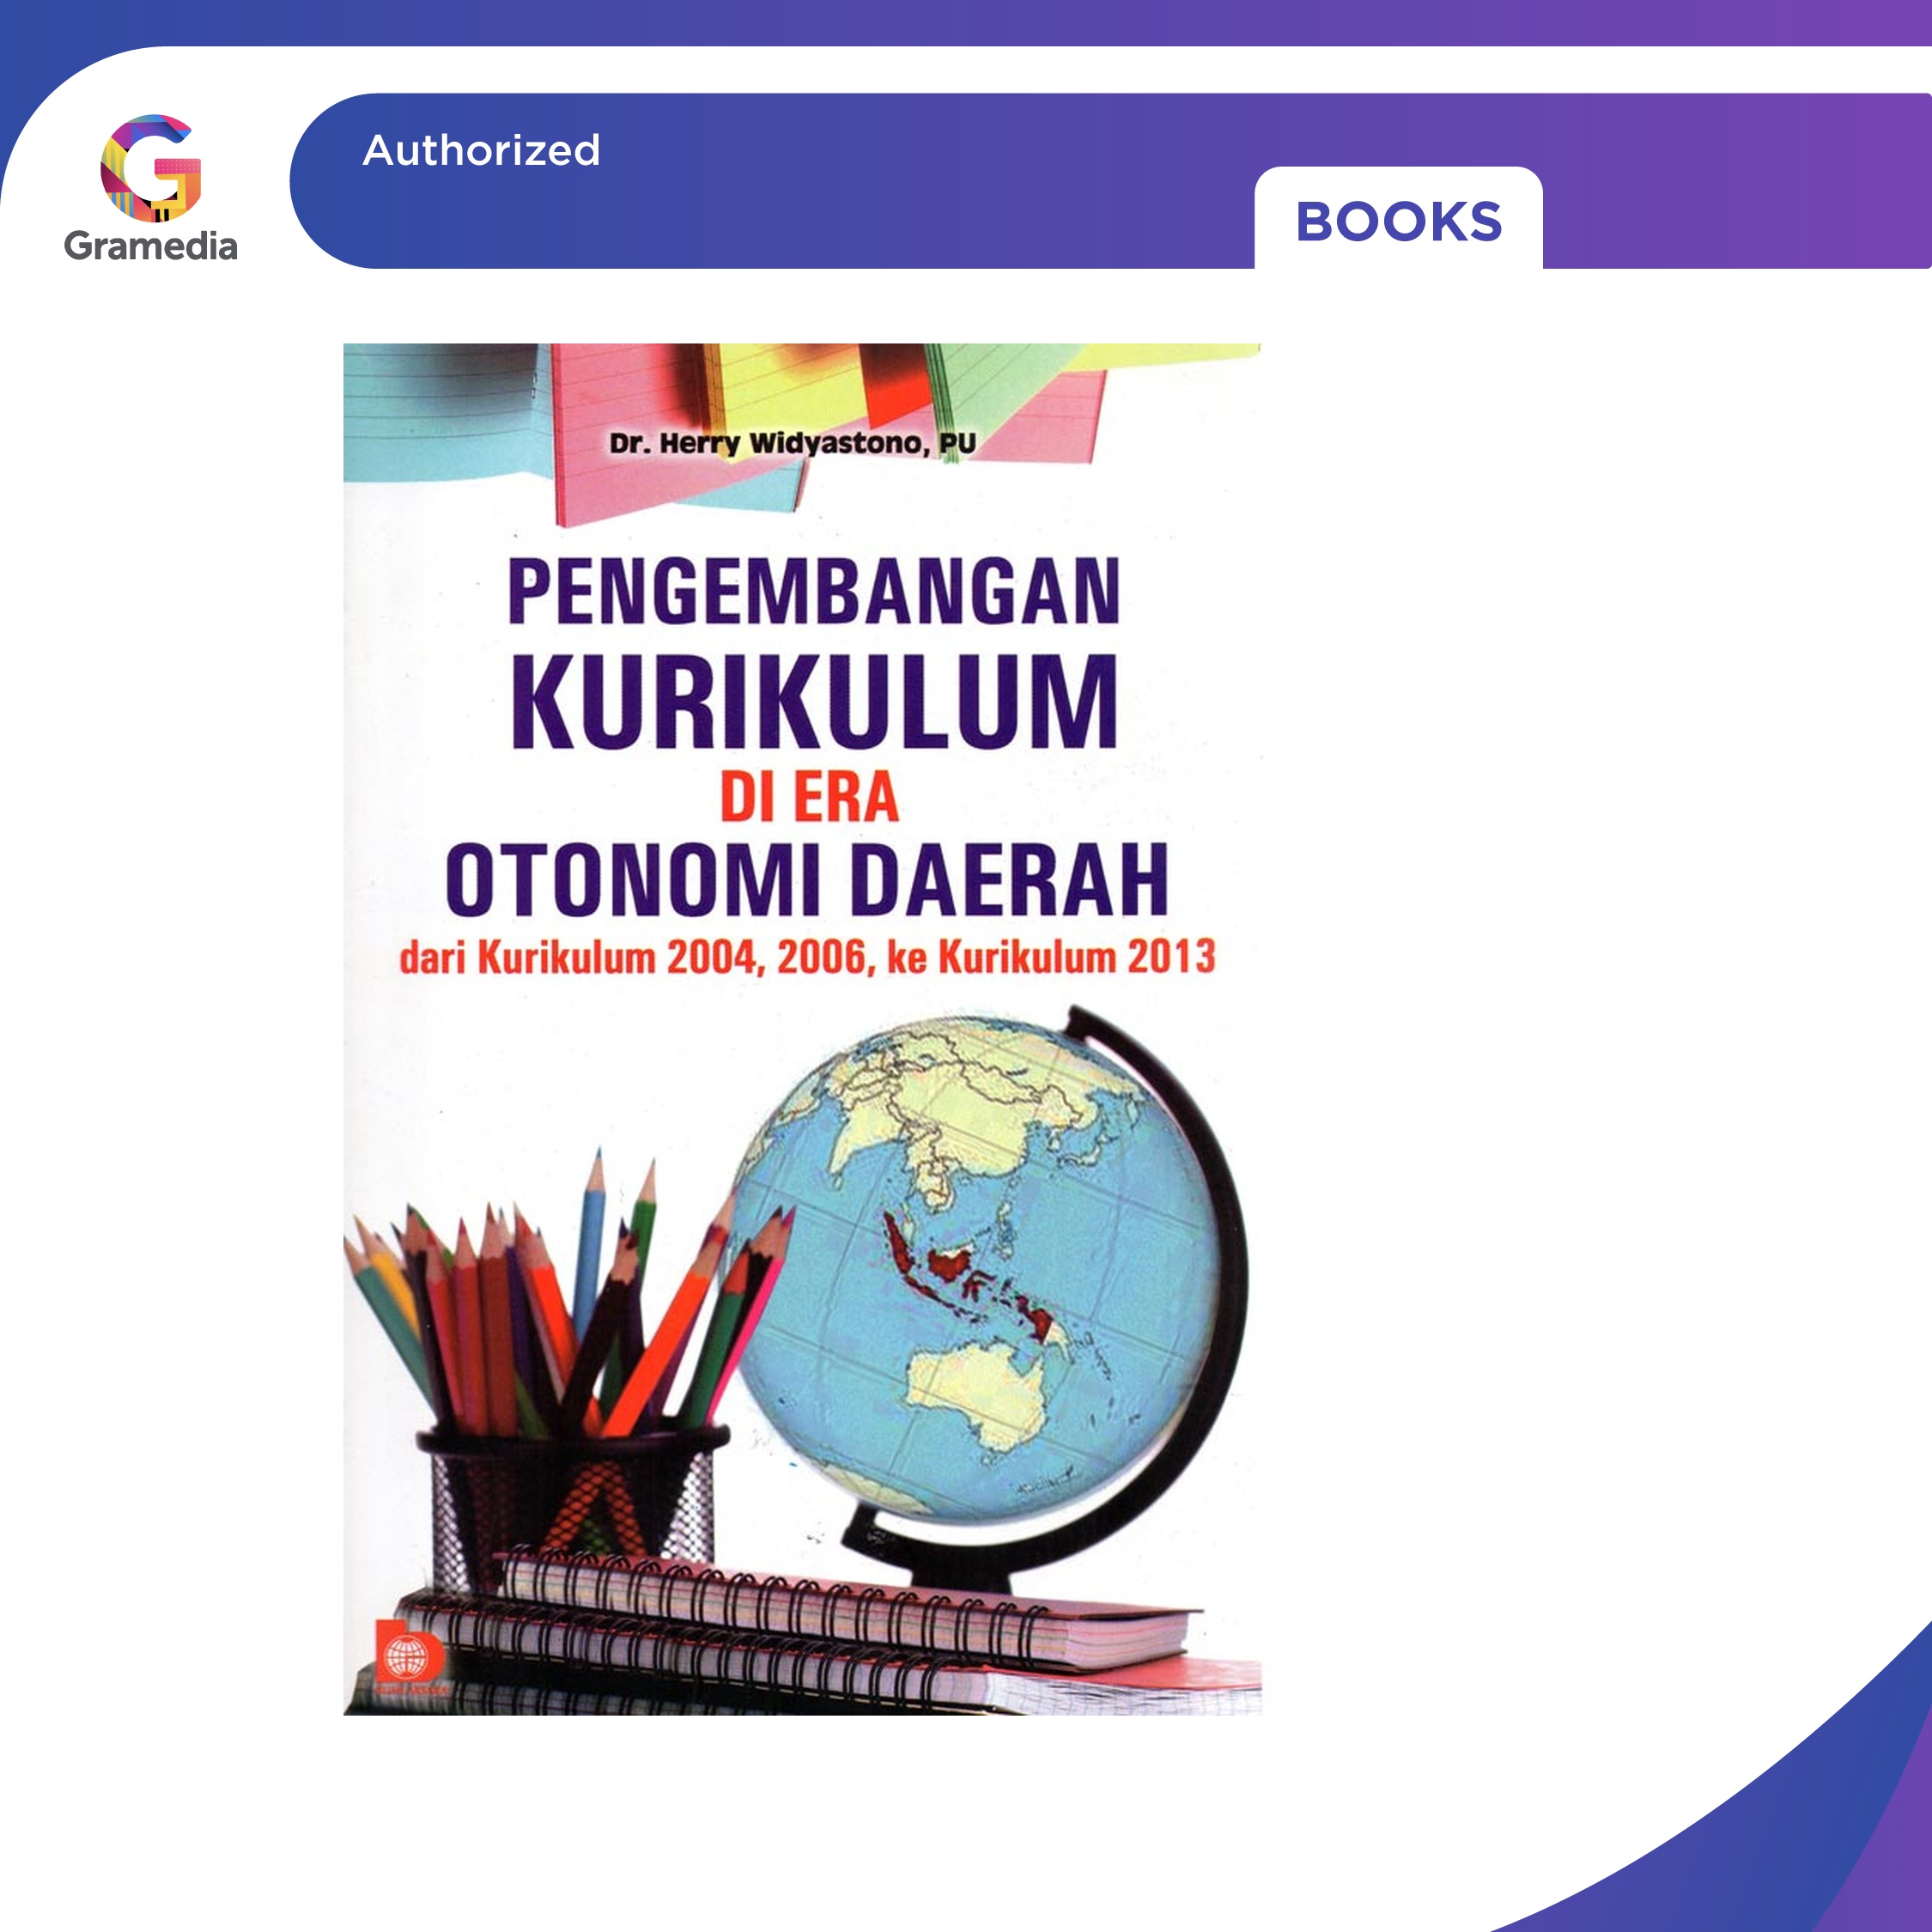 Gramedia
Authorized
BOOKS
Dr. Herry Widyastono, PU
PENGEMBANGAN
KURIKULUM
DI ERA
OTONOMI DAERAH
dari Kurikulum 2004, 2006, ke Kurikulum 2013